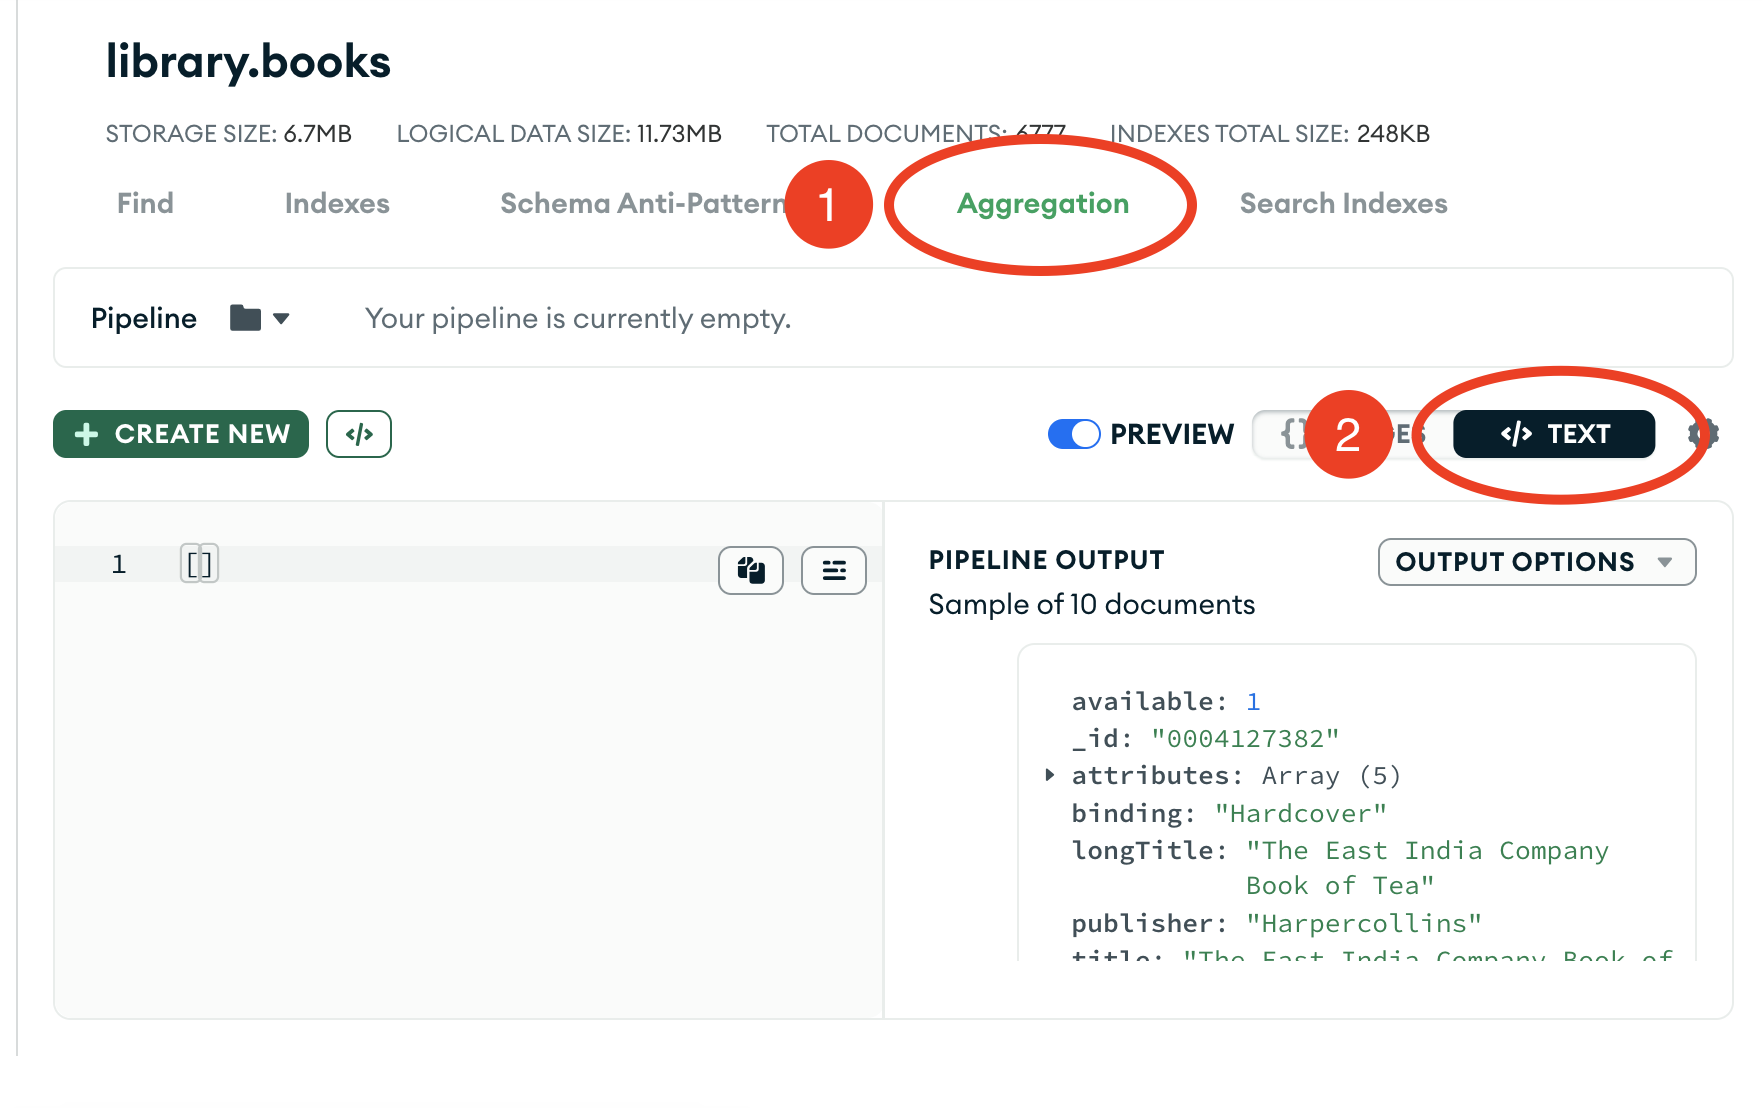 library.books
STORAGE SIZE: 6.7MB LOGICAL DATA SIZE: 11.73MB TOTAL DOCUMENTS: 6777 INDEXES TOTAL SIZE: 248KB
Find Indexes Schema Anti-Pattern 1 Aggregation Search Indexes
Pipeline Your pipeline is currently empty.
+ CREATE NEW </> PREVIEW {} 2 GES </> TEXT
1 []
PIPELINE OUTPUT OUTPUT OPTIONS
Sample of 10 documents
available: 1
_id: "0004127382"
attributes: Array (5)
binding: "Hardcover"
longTitle: "The East India Company
Book of Tea"
publisher: "Harpercollins"
title: "The East India Company Book of